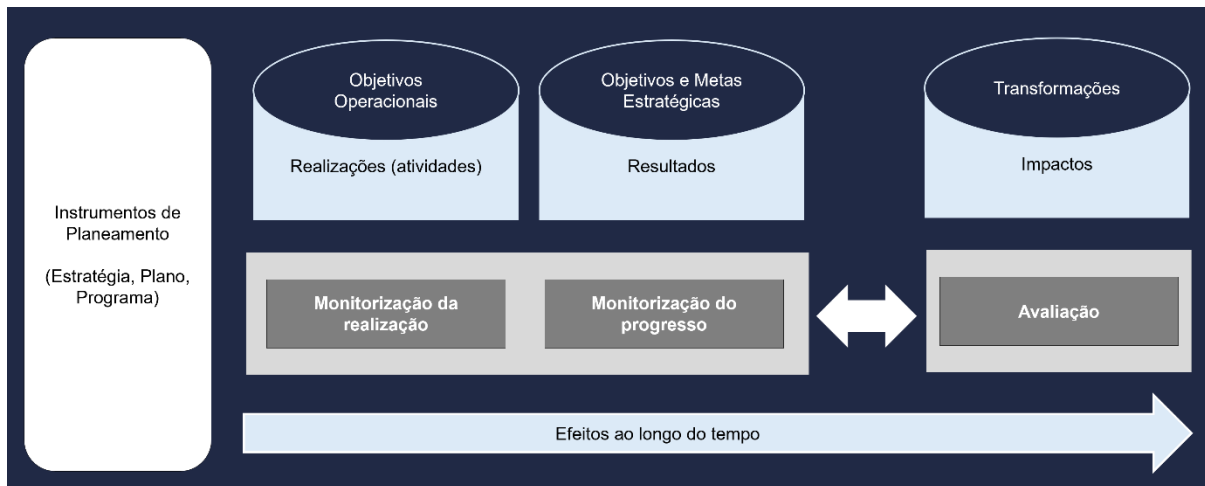 Instrumentos de
Planeamento
(Estratégia, Plano,
Programa)
Objetivos
Operacionais
Realizações (atividades)
Objetivos e Metas
Estratégicas
Resultados
Transformações
Impactos
Monitorização da
realização
Monitorização do
progresso
Avaliação
Efeitos ao longo do tempo